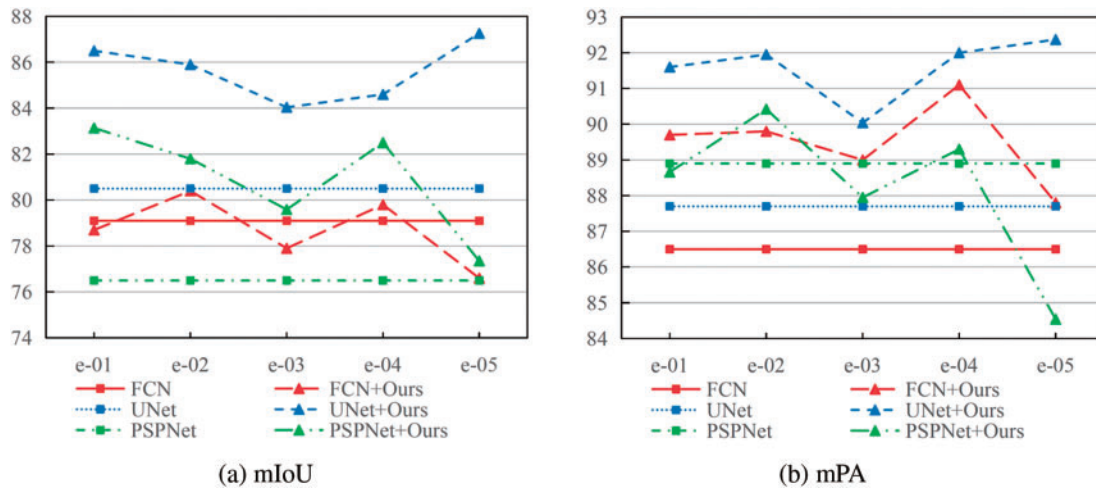 88
86
84
82
80
78
76
74
e-01 e-02 e-03 e-04 e-05
FCN FCN+Ours
UNet UNet+Ours
PSPNet PSPNet+Ours
(a) mIoU
93
92
91
90
89
88
87
86
85
84
e-01 e-02 e-03 e-04 e-05
FCN FCN+Ours
UNet UNet+Ours
PSPNet PSPNet+Ours
(b) mPA